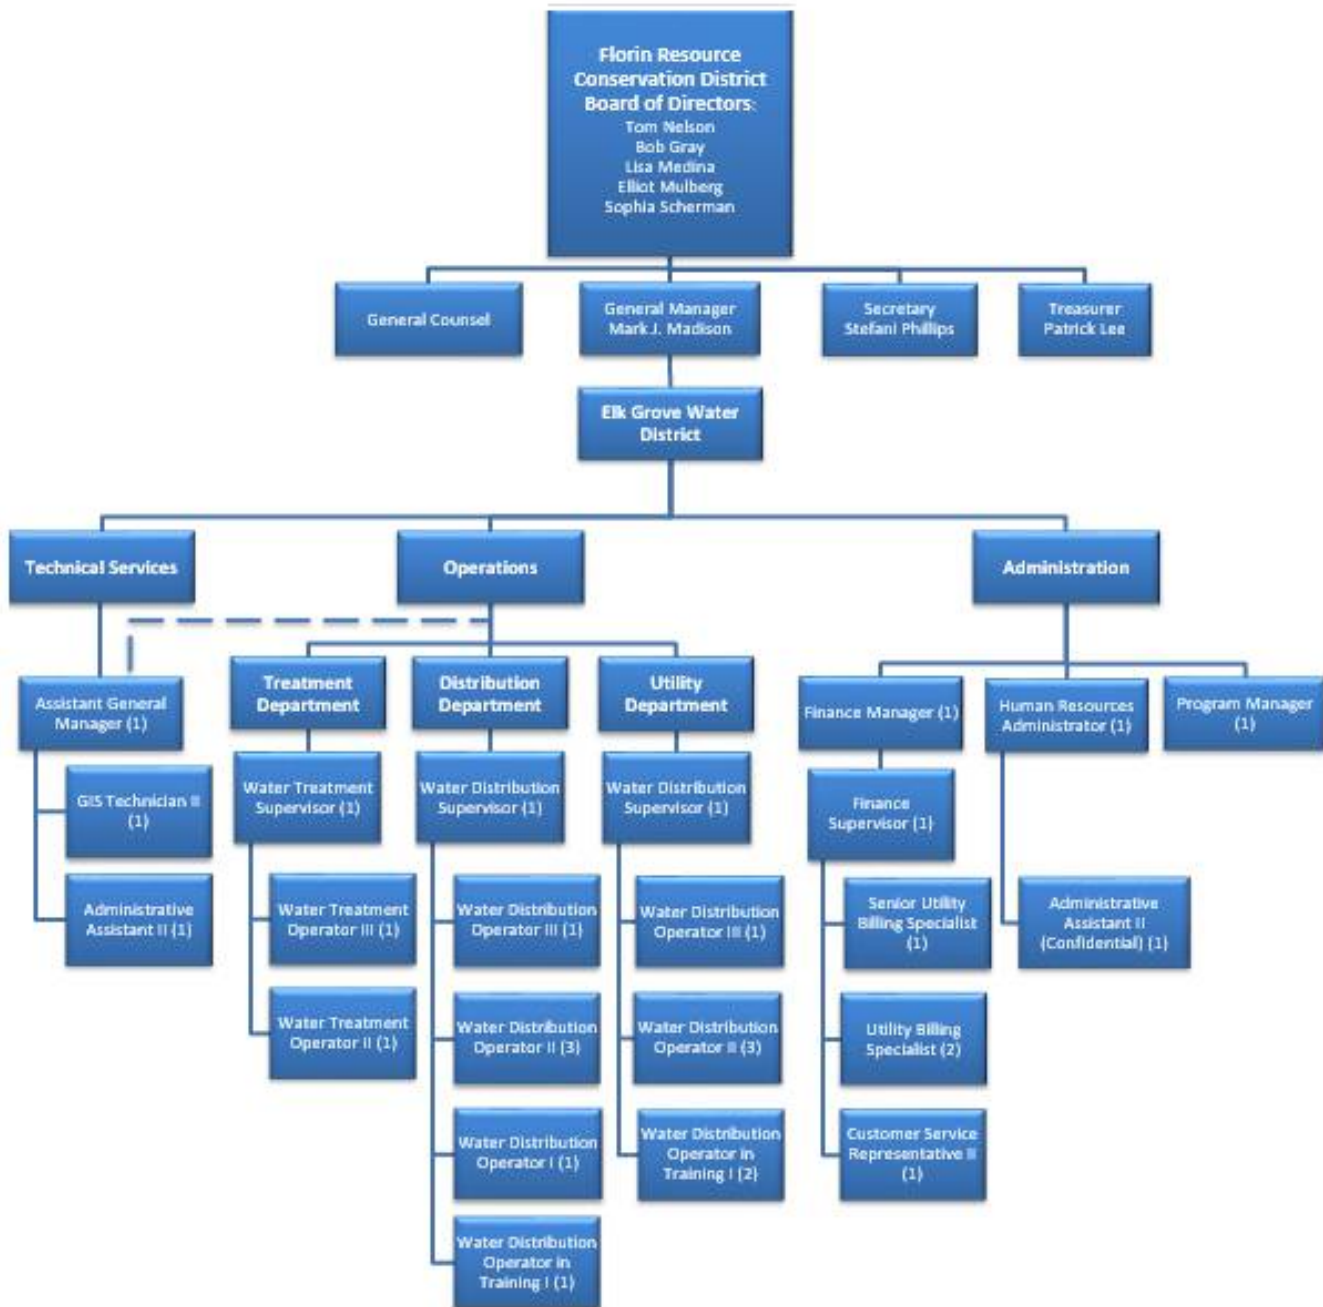 Florin Resource
Conservation District
Board of Directors:
Tom Nelson
Bob Gray
Lisa Medina
Elliot Mulberg
Sophia Scherman
General Counsel
General Manager
Mark J. Madison
Secretary
Stefani Phillips
Treasurer
Patrick Lee
Elk Grove Water
District
Technical Services
Operations
Administration
Assistant General
Manager (1)
Treatment
Department
Distribution
Department
Utility
Department
Finance Manager (1)
Human Resources
Administrator (1)
Program Manager
(1)
GIS Technician II
(1)
Water Treatment
Supervisor (1)
Water Distribution
Supervisor (1)
Water Distribution
Supervisor (1)
Finance
Supervisor (1)
Administrative
Assistant II (1)
Water Treatment
Operator III (1)
Water Distribution
Operator III (1)
Water Distribution
Operator III (1)
Senior Utility
Billing Specialist
(1)
Administrative
Assistant II
(Confidential) (1)
Water Treatment
Operator II (1)
Water Distribution
Operator II (3)
Water Distribution
Operator II (3)
Utility Billing
Specialist (2)
Water Distribution
Operator I (1)
Water Distribution
Operator in
Training I (2)
Customer Service
Representative II
(1)
Water Distribution
Operator in
Training I (1)